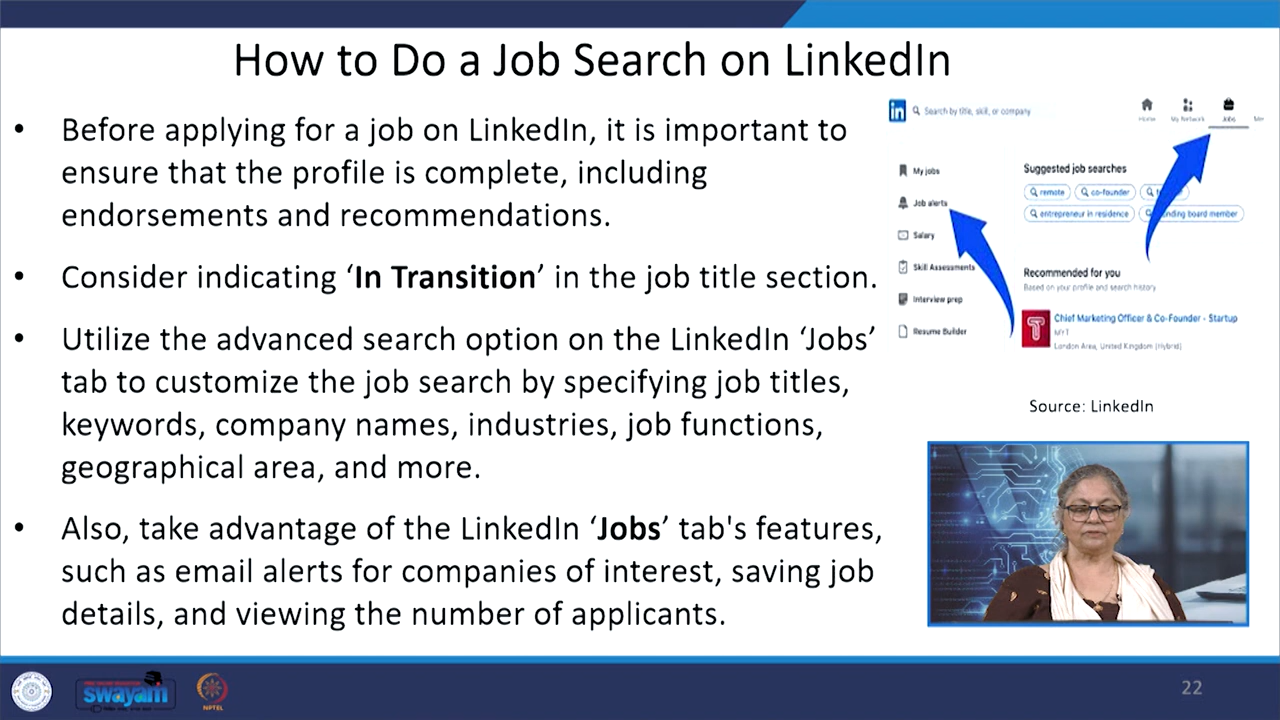 How to Do a Job Search on LinkedIn
• Before applying for a job on LinkedIn, it is important to
ensure that the profile is complete, including
endorsements and recommendations.
• Consider indicating ‘In Transition’ in the job title section.
• Utilize the advanced search option on the LinkedIn ‘Jobs’
tab to customize the job search by specifying job titles,
keywords, company names, industries, job functions,
geographical area, and more.
• Also, take advantage of the LinkedIn ‘Jobs’ tab's features,
such as email alerts for companies of interest, saving job
details, and viewing the number of applicants.
in
Search by title, skill, or company
Home
My Network
Jobs
My jobs
Job alerts
Salary
Skill Assessments
Interview prep
Resume Builder
Suggested job searches
remote
co-founder
entrepreneur in residence
board member
Recommended for you
Based on your profile and search history
Chief Marketing Officer & Co-Founder - Startup
MYT
London Area, United Kingdom (Hybrid)
Source: LinkedIn
swayam
NPTEL
22